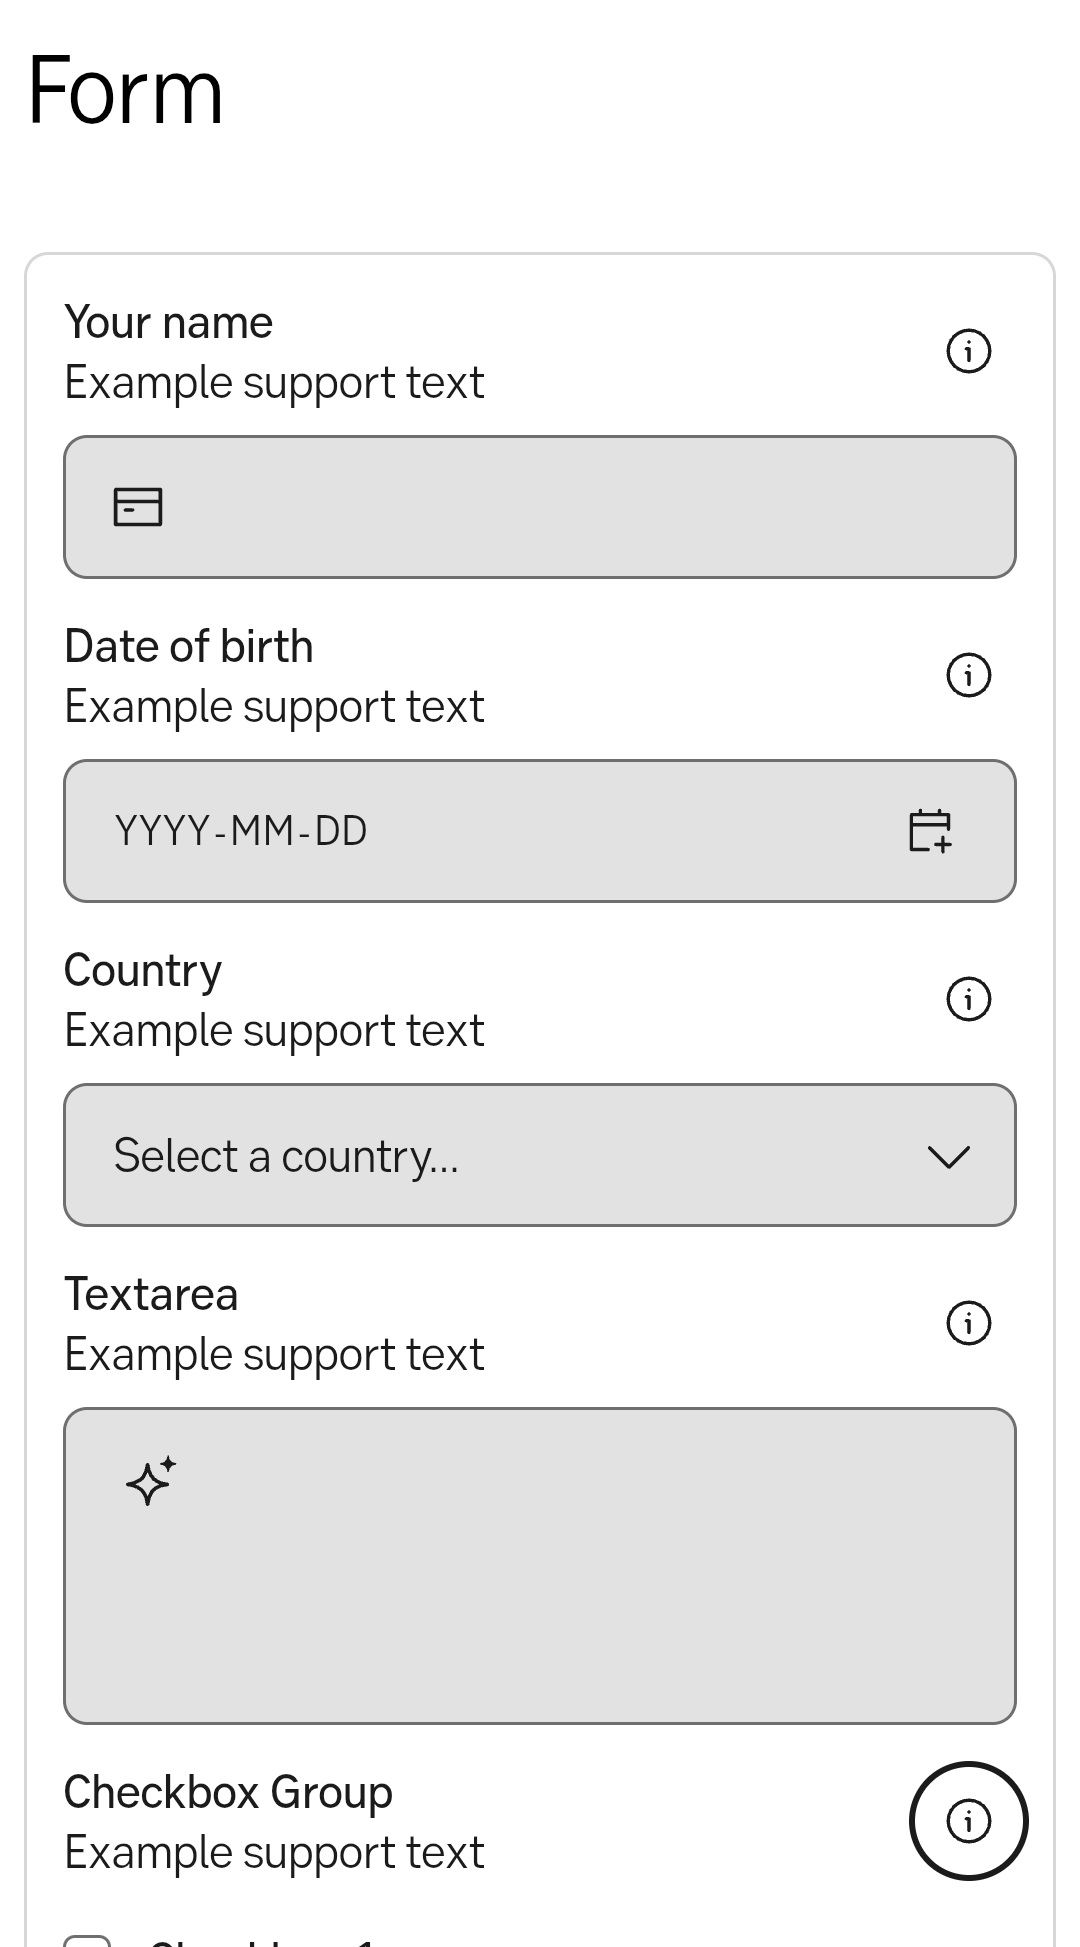 Form
Your name
Example support text
Date of birth
Example support text
YYYY-MM-DD
Country
Example support text
Select a country...
Textarea
Example support text
Checkbox Group
Example support text